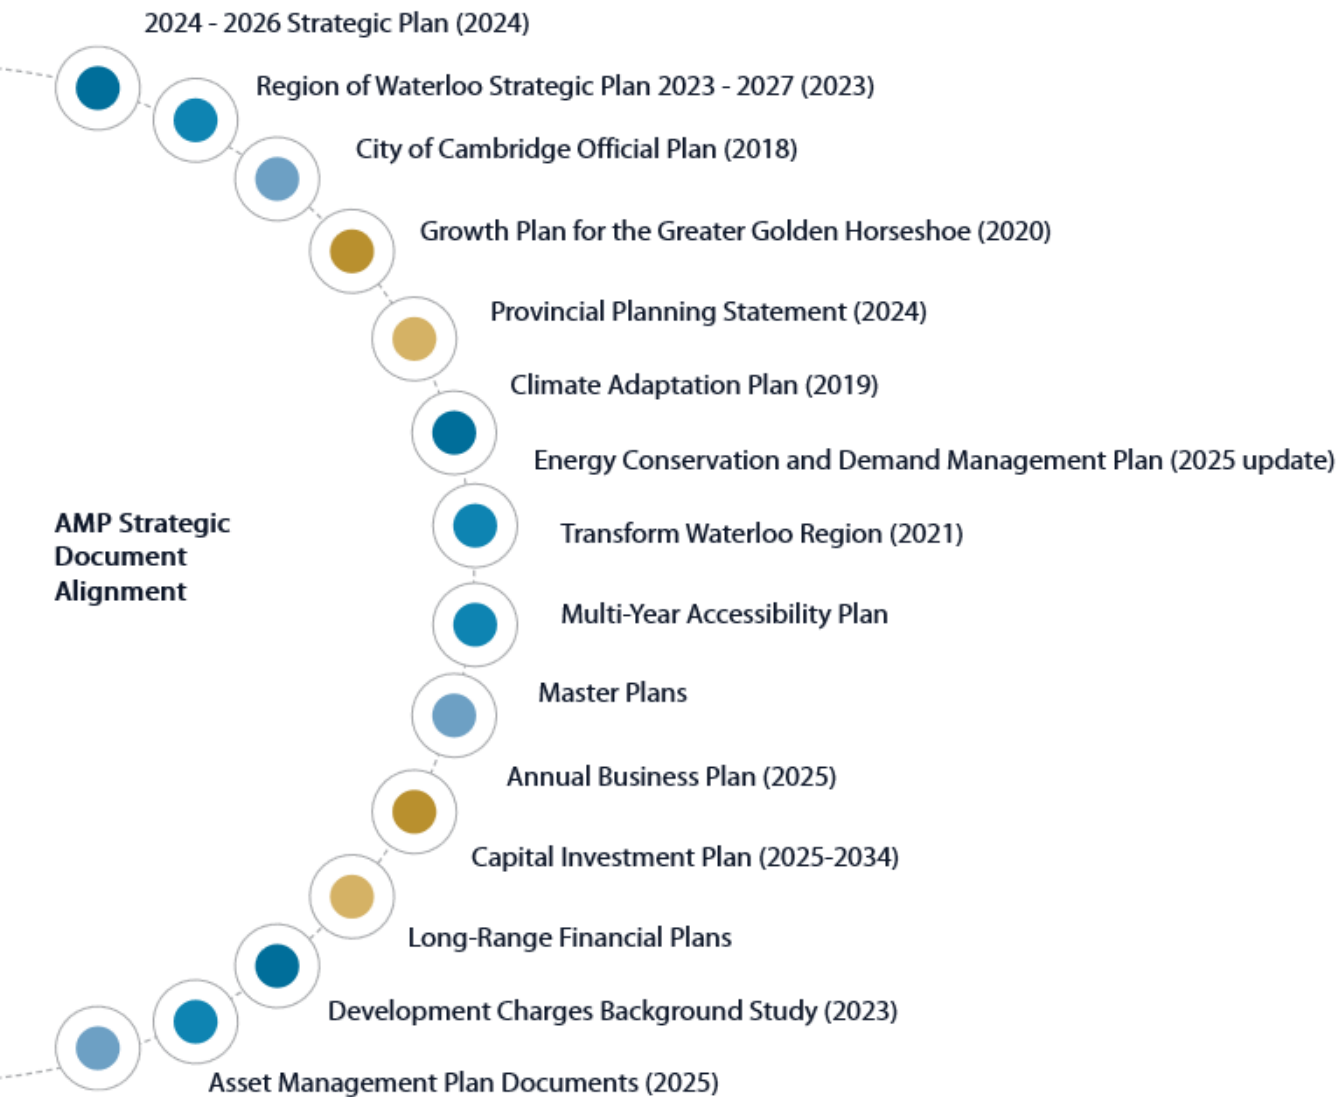 2024 - 2026 Strategic Plan (2024)
Region of Waterloo Strategic Plan 2023 - 2027 (2023)
City of Cambridge Official Plan (2018)
Growth Plan for the Greater Golden Horseshoe (2020)
Provincial Planning Statement (2024)
Climate Adaptation Plan (2019)
Energy Conservation and Demand Management Plan (2025 update)
AMP Strategic
Document
Alignment
Transform Waterloo Region (2021)
Multi-Year Accessibility Plan
Master Plans
Annual Business Plan (2025)
Capital Investment Plan (2025-2034)
Long-Range Financial Plans
Development Charges Background Study (2023)
Asset Management Plan Documents (2025)